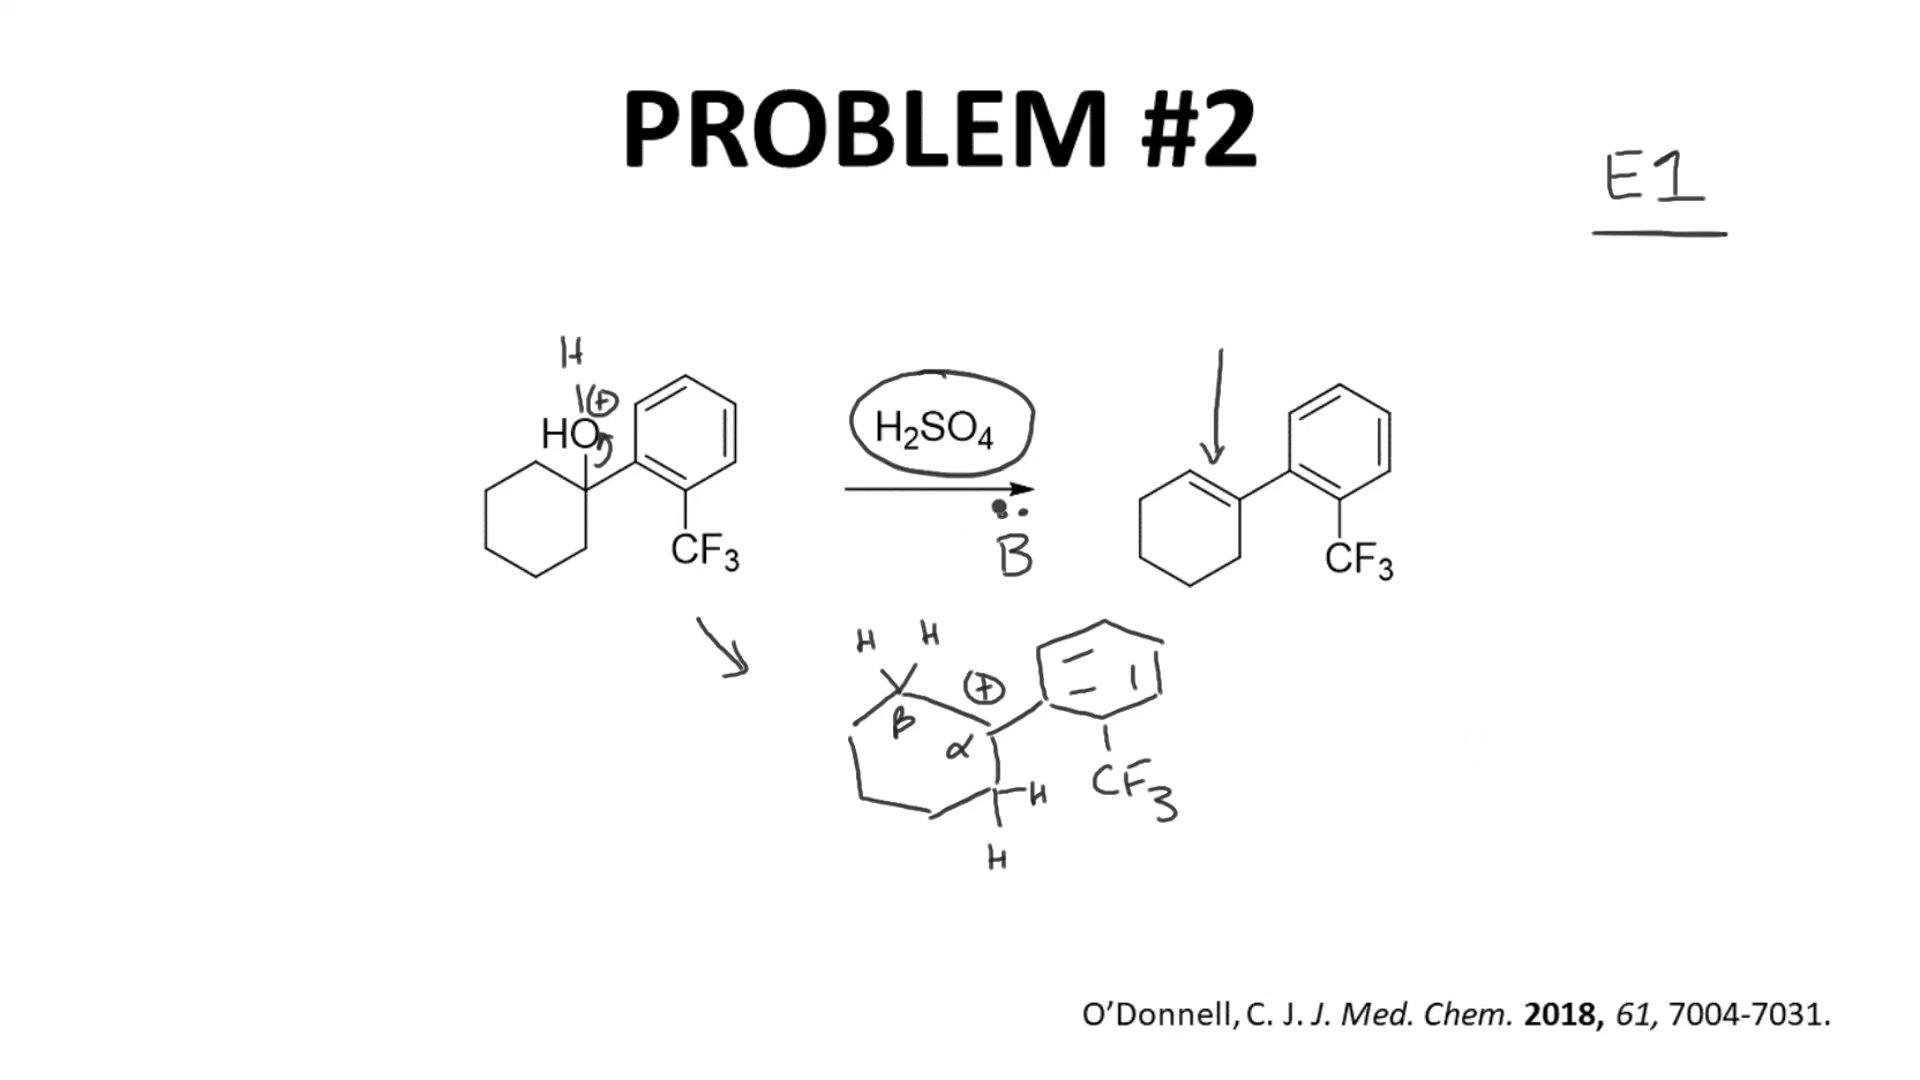 PROBLEM #2
E1
H
⊕
HO
CF₃
H₂SO₄
B
CF₃
H H
⊕
β
α
H
CF₃
H
O'Donnell, C. J. J. Med. Chem. 2018, 61, 7004-7031.